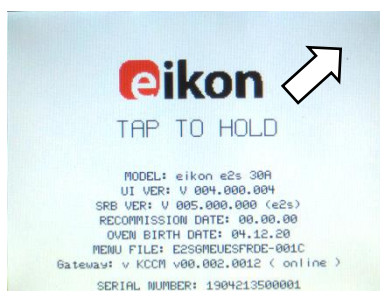 eikon
TAP TO HOLD
MODEL: eikon e2s 30A
UI VER: V 004.000.004
SRB VER: V 005.000.000 (e2s)
RECOMMISSION DATE: 00.00.00
OVEN BIRTH DATE: 04.12.20
MENU FILE: E2SGMEUESFRDE-001C
Gateway: v KCCM v00.002.0012 ( online )
SERIAL NUMBER: 1904213500001